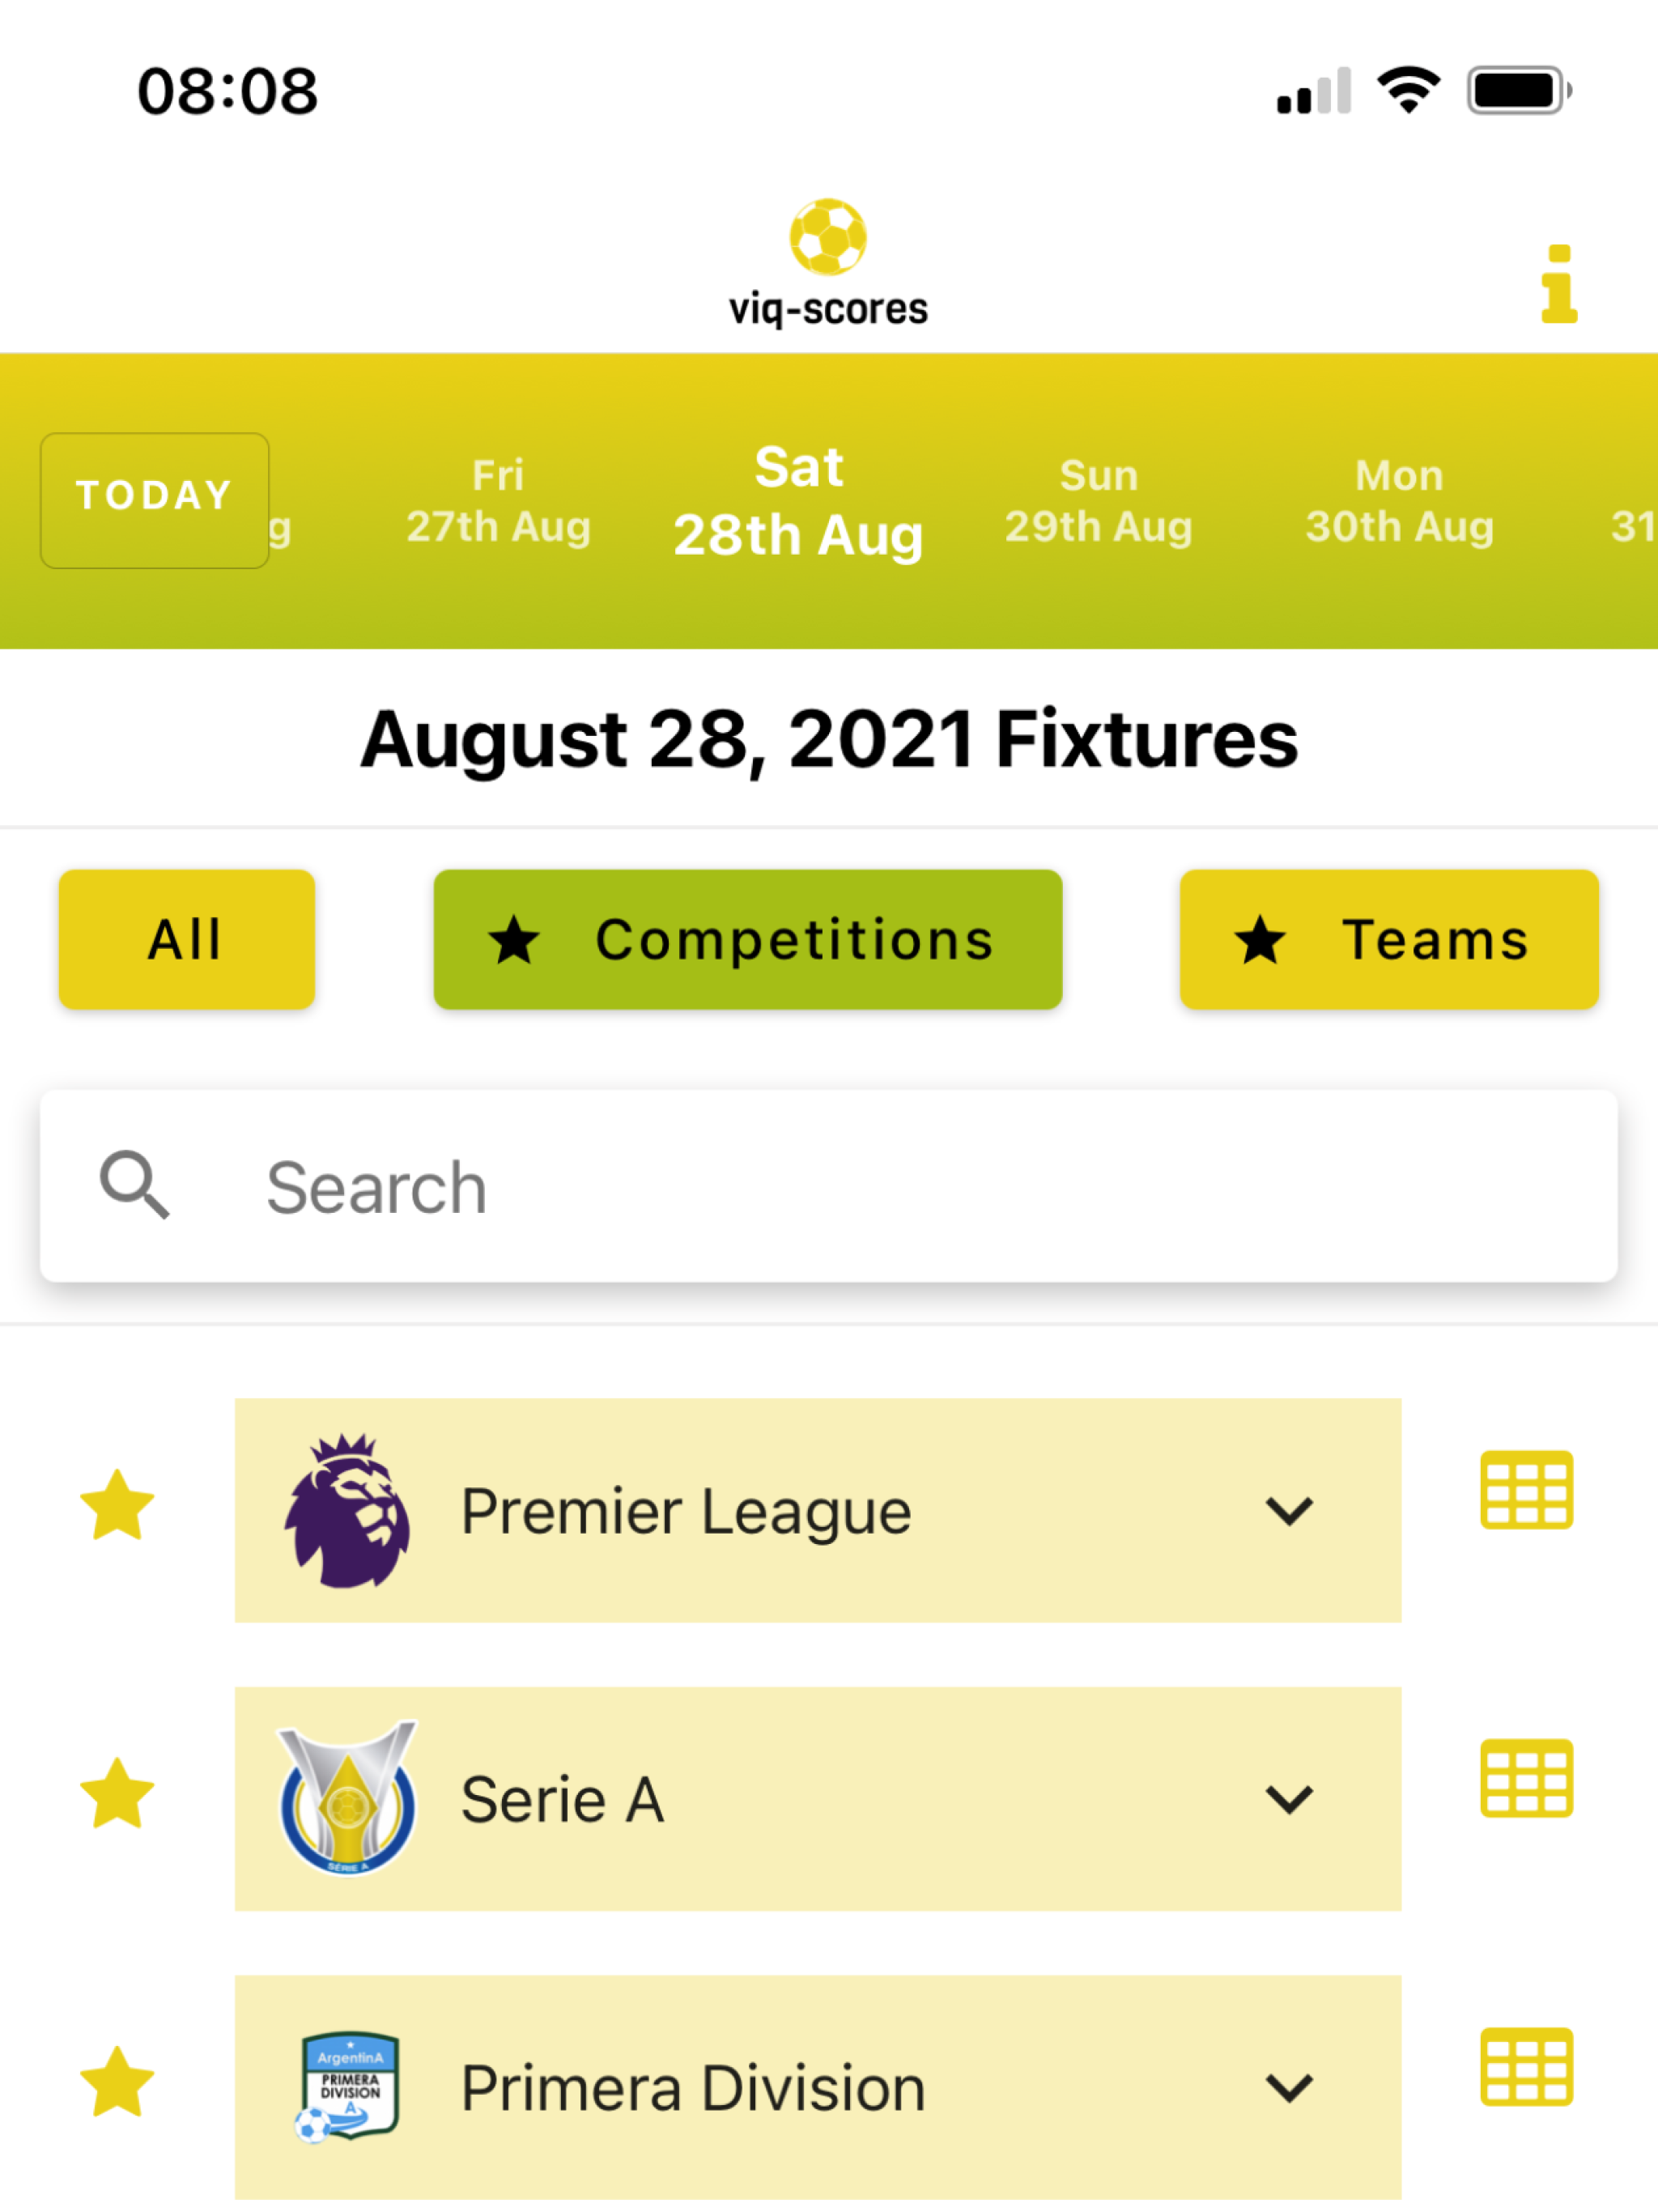 08:08
viq-scores
TODAY
g
Fri
27th Aug
Sat
28th Aug
Sun
29th Aug
Mon
30th Aug
31
August 28, 2021 Fixtures
All
★ Competitions
★ Teams
Search
Premier League
SÉRIE A
Serie A
ArgentinA
PRIMERA
DIVISION
A
Primera Division